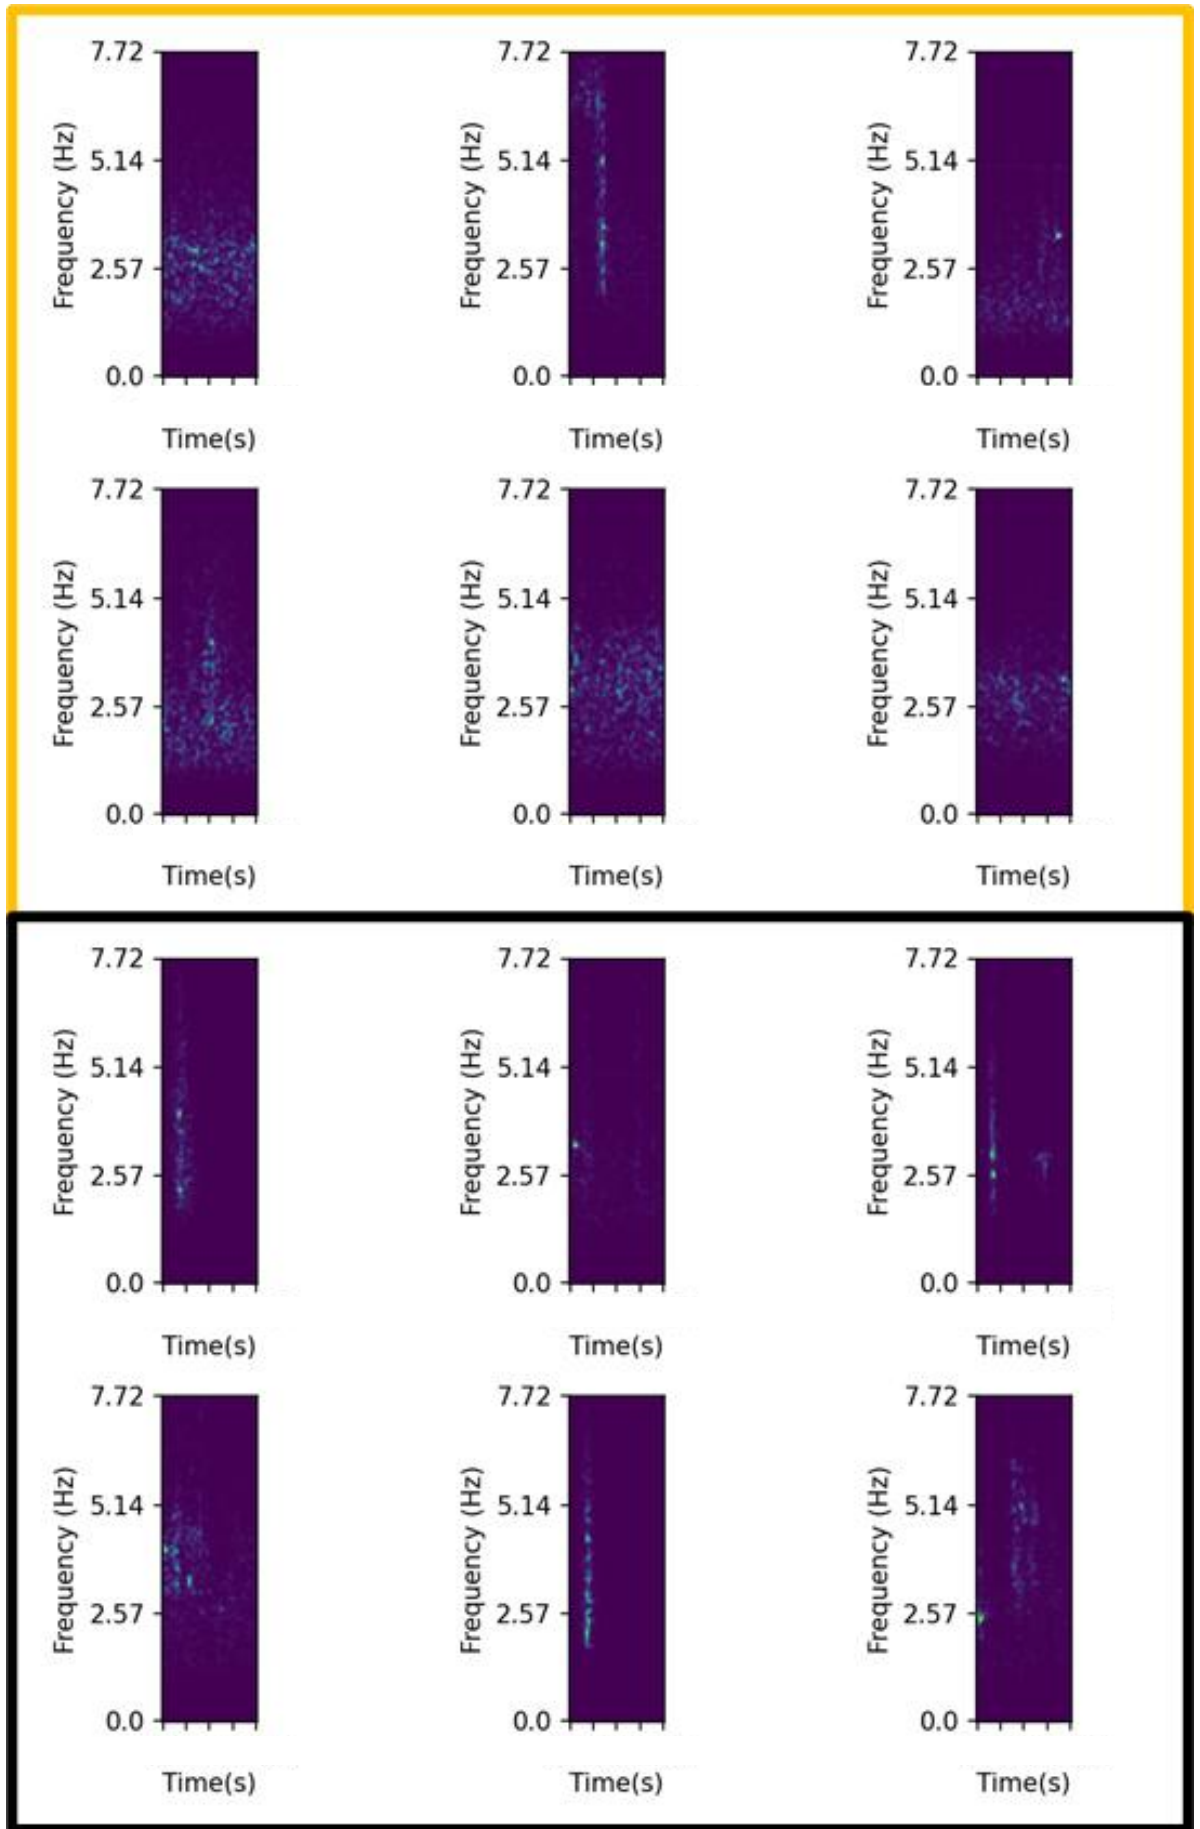 7.72 7.72 7.72
Frequency (Hz) Frequency (Hz) Frequency (Hz)
5.14 5.14 5.14
2.57 2.57 2.57
0.0 0.0 0.0
Time(s) Time(s) Time(s)
7.72 7.72 7.72
Frequency (Hz) Frequency (Hz) Frequency (Hz)
5.14 5.14 5.14
2.57 2.57 2.57
0.0 0.0 0.0
Time(s) Time(s) Time(s)
7.72 7.72 7.72
Frequency (Hz) Frequency (Hz) Frequency (Hz)
5.14 5.14 5.14
2.57 2.57 2.57
0.0 0.0 0.0
Time(s) Time(s) Time(s)
7.72 7.72 7.72
Frequency (Hz) Frequency (Hz) Frequency (Hz)
5.14 5.14 5.14
2.57 2.57 2.57
0.0 0.0 0.0
Time(s) Time(s) Time(s)